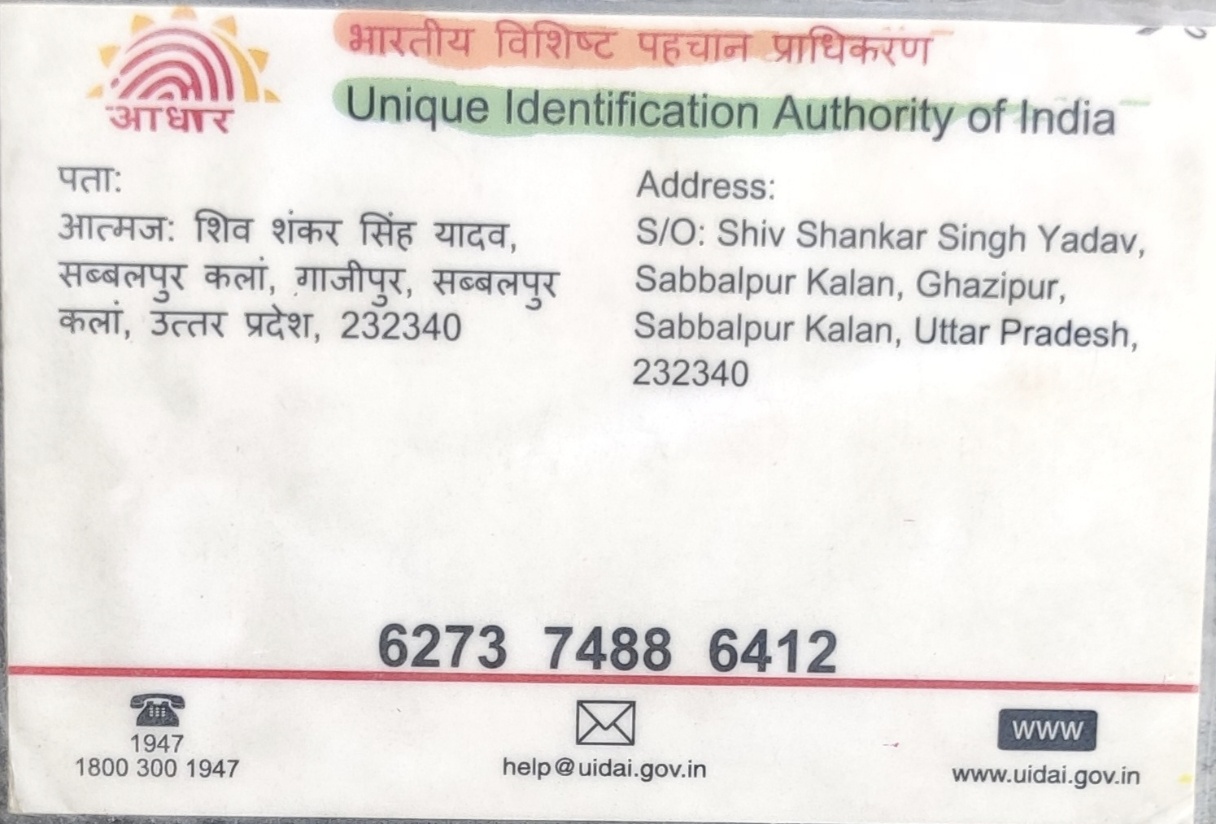 भारतीय विशिष्ट पहचान प्राधिकरण
आधार
Unique Identification Authority of India
पता:
आत्मज: शिव शंकर सिंह यादव,
सब्बलपुर कलां, गाजीपुर, सब्बलपुर
कलां, उत्तर प्रदेश, 232340
Address:
S/O: Shiv Shankar Singh Yadav,
Sabbalpur Kalan, Ghazipur,
Sabbalpur Kalan, Uttar Pradesh,
232340
6273 7488 6412
1947
1800 300 1947
help@uidai.gov.in
www
www.uidai.gov.in